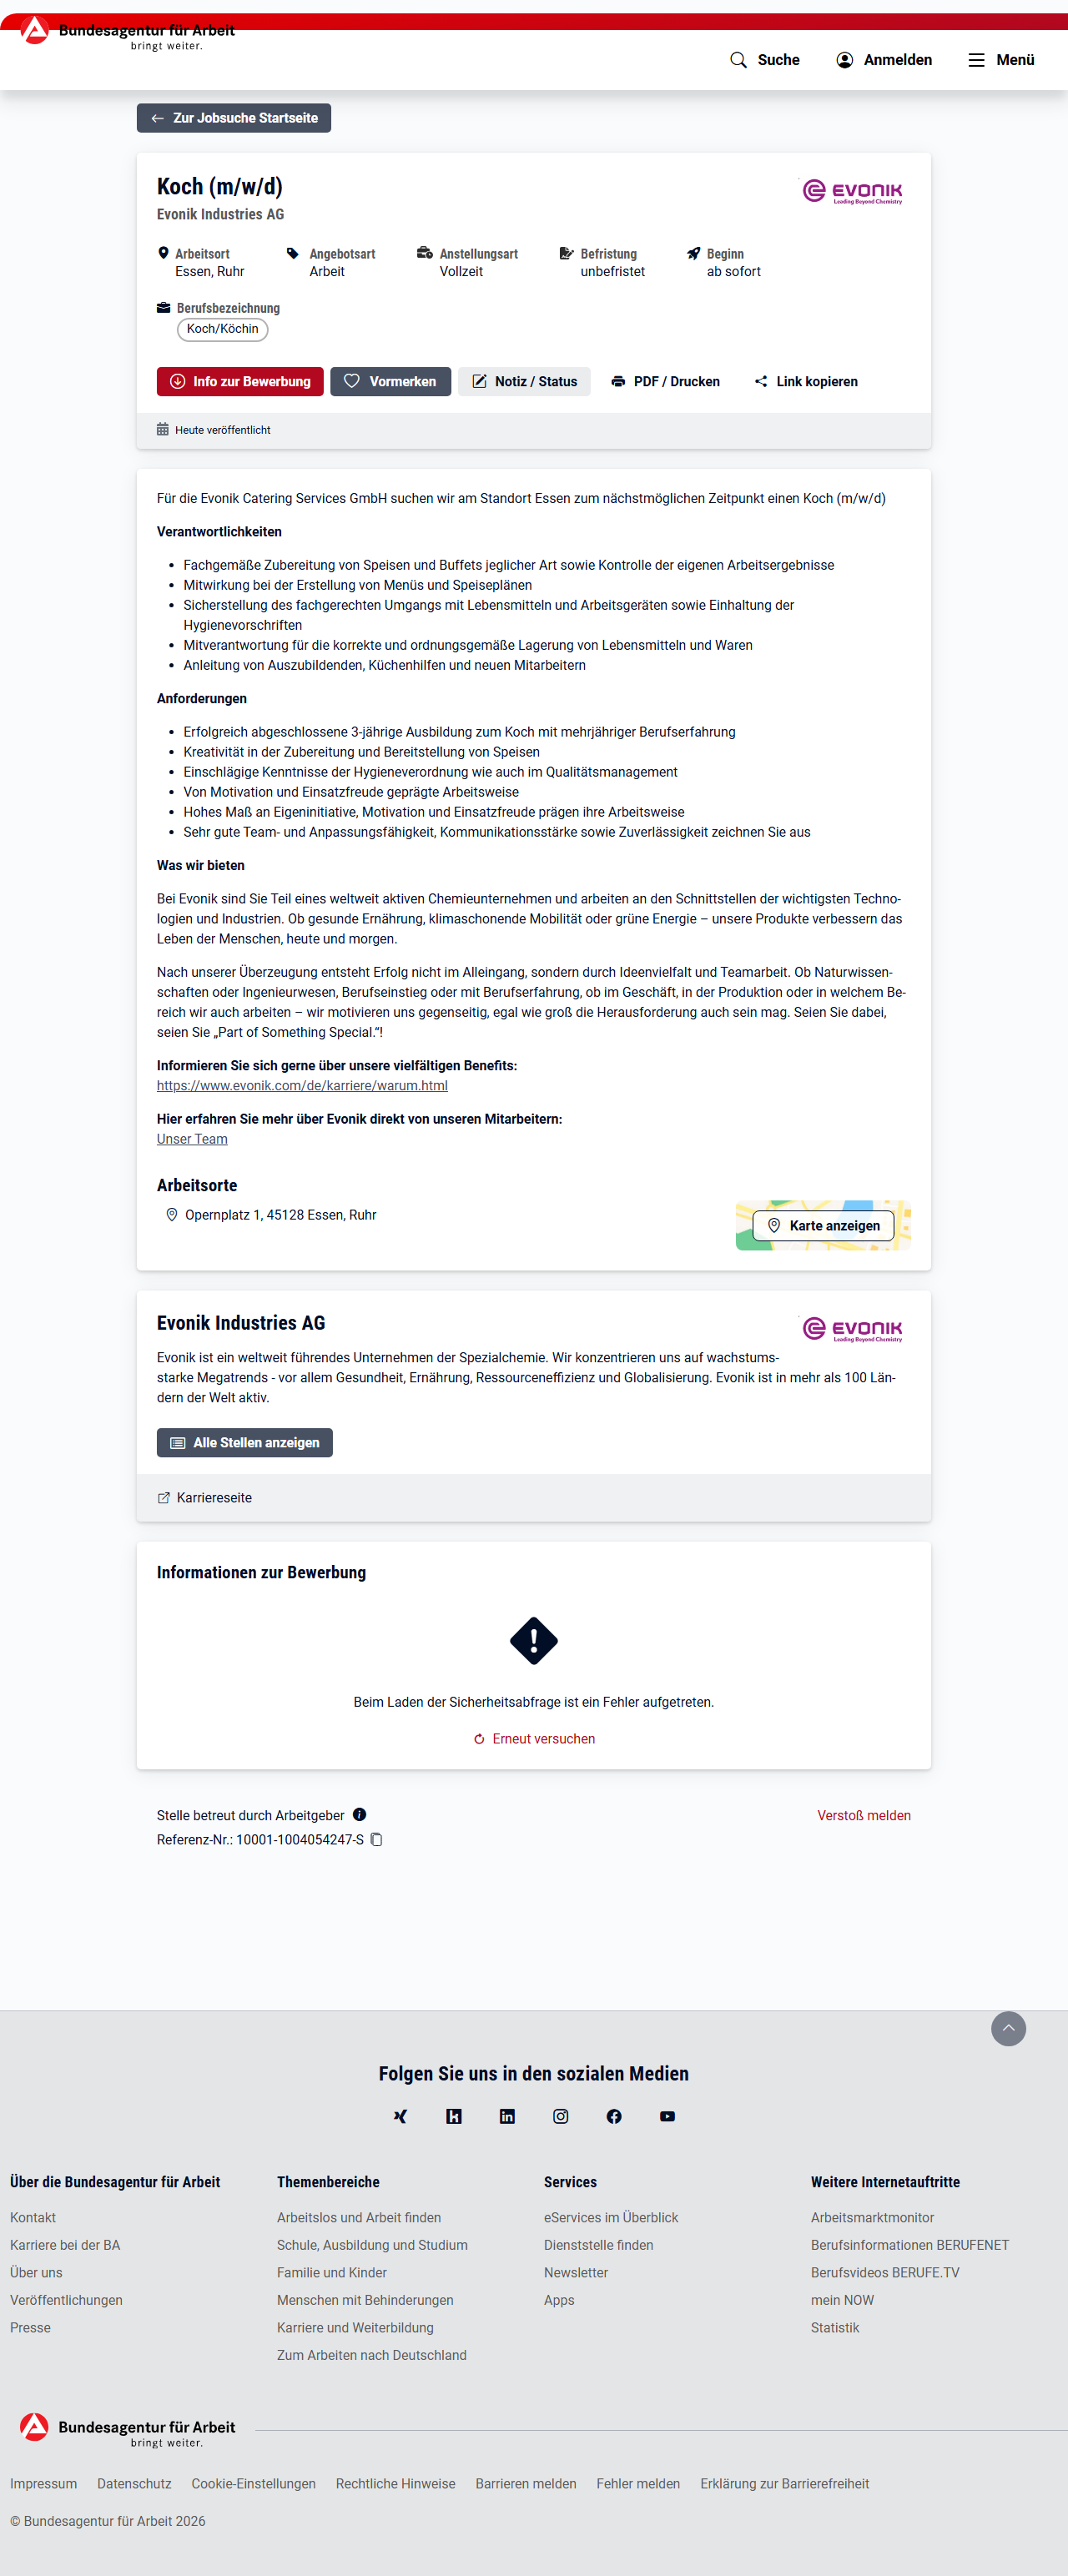 Bundesagentur für Arbeit
bringt weiter.
Suche
Anmelden
Menü
Zur Jobsuche Startseite
Koch (m/w/d)
Evonik Industries AG
EVONIK
Leading Beyond Chemistry
Arbeitsort
Essen, Ruhr
Angebotsart
Arbeit
Anstellungsart
Vollzeit
Befristung
unbefristet
Beginn
ab sofort
Berufsbezeichnung
Koch/Köchin
Info zur Bewerbung
Vormerken
Notiz / Status
PDF / Drucken
Link kopieren
Heute veröffentlicht
Für die Evonik Catering Services GmbH suchen wir am Standort Essen zum nächstmöglichen Zeitpunkt einen Koch (m/w/d)
Verantwortlichkeiten
• Fachgemäße Zubereitung von Speisen und Buffets jeglicher Art sowie Kontrolle der eigenen Arbeitsergebnisse
• Mitwirkung bei der Erstellung von Menüs und Speiseplänen
• Sicherstellung des fachgerechten Umgangs mit Lebensmitteln und Arbeitsgeräten sowie Einhaltung der
Hygienevorschriften
• Mitverantwortung für die korrekte und ordnungsgemäße Lagerung von Lebensmitteln und Waren
• Anleitung von Auszubildenden, Küchenhilfen und neuen Mitarbeitern
Anforderungen
• Erfolgreich abgeschlossene 3-jährige Ausbildung zum Koch mit mehrjähriger Berufserfahrung
• Kreativität in der Zubereitung und Bereitstellung von Speisen
• Einschlägige Kenntnisse der Hygieneverordnung wie auch im Qualitätsmanagement
• Von Motivation und Einsatzfreude geprägte Arbeitsweise
• Hohes Maß an Eigeninitiative, Motivation und Einsatzfreude prägen ihre Arbeitsweise
• Sehr gute Team- und Anpassungsfähigkeit, Kommunikationsstärke sowie Zuverlässigkeit zeichnen Sie aus
Was wir bieten
Bei Evonik sind Sie Teil eines weltweit aktiven Chemieunternehmen und arbeiten an den Schnittstellen der wichtigsten Techno-
logien und Industrien. Ob gesunde Ernährung, klimaschonende Mobilität oder grüne Energie – unsere Produkte verbessern das
Leben der Menschen, heute und morgen.
Nach unserer Überzeugung entsteht Erfolg nicht im Alleingang, sondern durch Ideenvielfalt und Teamarbeit. Ob Naturwissen-
schaften oder Ingenieurwesen, Berufseinstieg oder mit Berufserfahrung, ob im Geschäft, in der Produktion oder in welchem Be-
reich wir auch arbeiten – wir motivieren uns gegenseitig, egal wie groß die Herausforderung auch sein mag. Seien Sie dabei,
seien Sie „Part of Something Special.“!
Informieren Sie sich gerne über unsere vielfältigen Benefits:
https://www.evonik.com/de/karriere/warum.html
Hier erfahren Sie mehr über Evonik direkt von unseren Mitarbeitern:
Unser Team
Arbeitsorte
Opernplatz 1, 45128 Essen, Ruhr
Karte anzeigen
Evonik Industries AG
EVONIK
Leading Beyond Chemistry
Evonik ist ein weltweit führendes Unternehmen der Spezialchemie. Wir konzentrieren uns auf wachstums-
starke Megatrends - vor allem Gesundheit, Ernährung, Ressourceneffizienz und Globalisierung. Evonik ist in mehr als 100 Län-
dern der Welt aktiv.
Alle Stellen anzeigen
Karriereseite
Informationen zur Bewerbung
Beim Laden der Sicherheitsabfrage ist ein Fehler aufgetreten.
Erneut versuchen
Stelle betreut durch Arbeitgeber
Verstoß melden
Referenz-Nr.: 10001-1004054247-S
Folgen Sie uns in den sozialen Medien
Über die Bundesagentur für Arbeit
Kontakt
Karriere bei der BA
Über uns
Veröffentlichungen
Presse
Themenbereiche
Arbeitslos und Arbeit finden
Schule, Ausbildung und Studium
Familie und Kinder
Menschen mit Behinderungen
Karriere und Weiterbildung
Zum Arbeiten nach Deutschland
Services
eServices im Überblick
Dienststelle finden
Newsletter
Apps
Weitere Internetauftritte
Arbeitsmarktmonitor
Berufsinformationen BERUFENET
Berufsvideos BERUFE.TV
mein NOW
Statistik
Bundesagentur für Arbeit
bringt weiter.
Impressum
Datenschutz
Cookie-Einstellungen
Rechtliche Hinweise
Barrieren melden
Fehler melden
Erklärung zur Barrierefreiheit
© Bundesagentur für Arbeit 2026